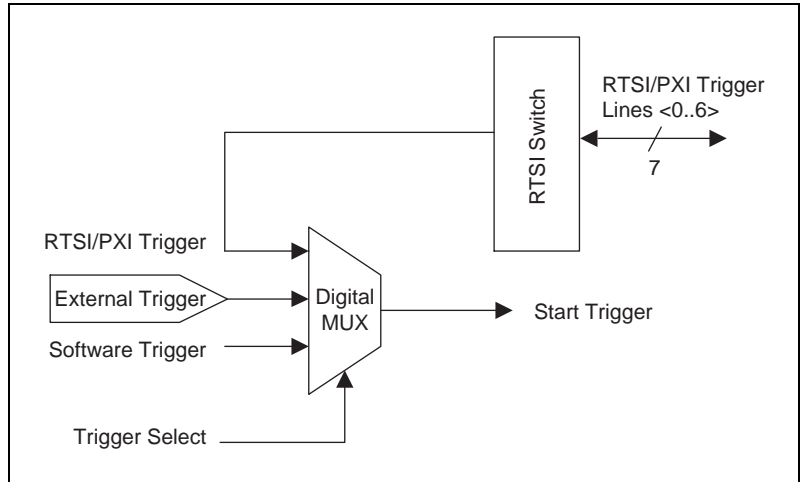 RTSI Switch
RTSI/PXI Trigger
Lines <0..6>
7
RTSI/PXI Trigger
External Trigger
Software Trigger
Digital
MUX
Start Trigger
Trigger Select